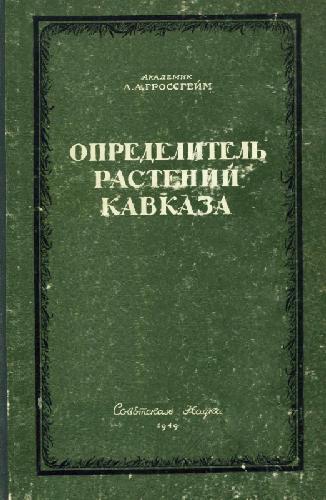 Академик
А.А.ГРОССГЕЙМ
ОПРЕДЕЛИТЕЛЬ
РАСТЕНИЙ
КАВКАЗА
Советская Наука
1949